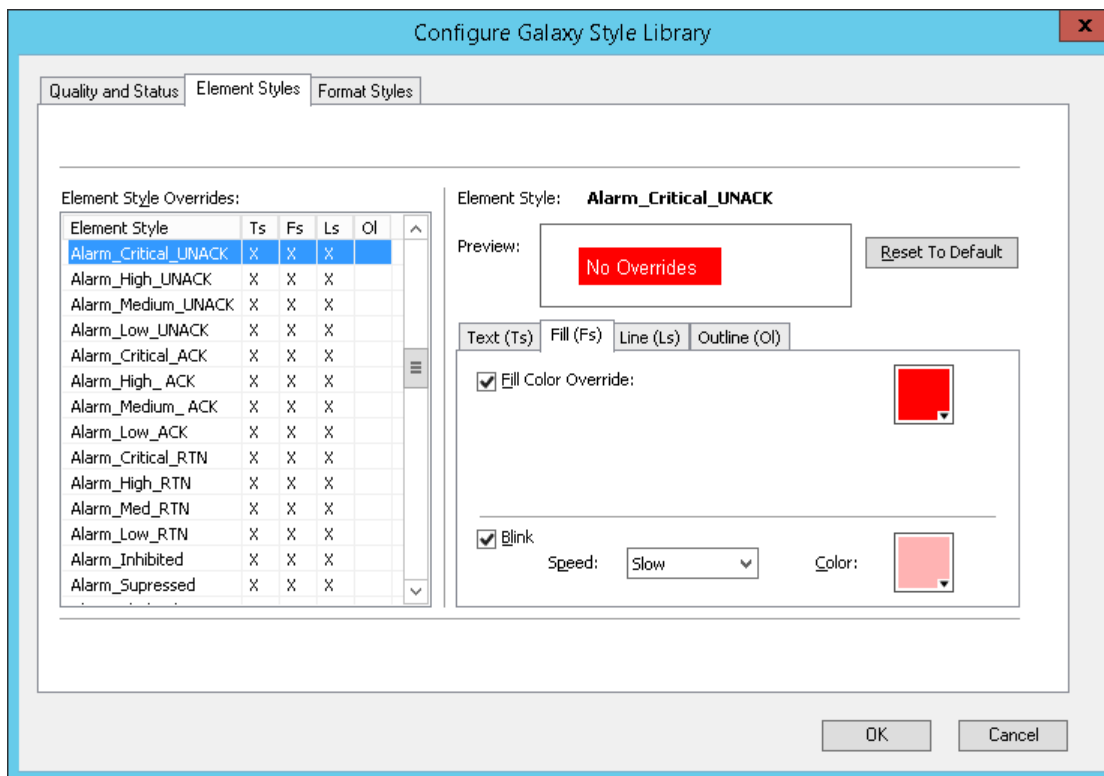 Configure Galaxy Style Library
x
Quality and Status Element Styles Format Styles
Element Style Overrides:
Element Style Ts Fs Ls Ol
Alarm_Critical_UNACK X X X
Alarm_High_UNACK X X X
Alarm_Medium_UNACK X X X
Alarm_Low_UNACK X X X
Alarm_Critical_ACK X X X
Alarm_High_ ACK X X X
Alarm_Medium_ ACK X X X
Alarm_Low_ACK X X X
Alarm_Critical_RTN X X X
Alarm_High_RTN X X X
Alarm_Med_RTN X X X
Alarm_Low_RTN X X X
Alarm_Inhibited X X X
Alarm_Supressed X X X
Element Style: Alarm_Critical_UNACK
Preview:
No Overrides
Reset To Default
Text (Ts) Fill (Fs) Line (Ls) Outline (Ol)
Fill Color Override:
Blink
Speed: Slow Color:
OK Cancel